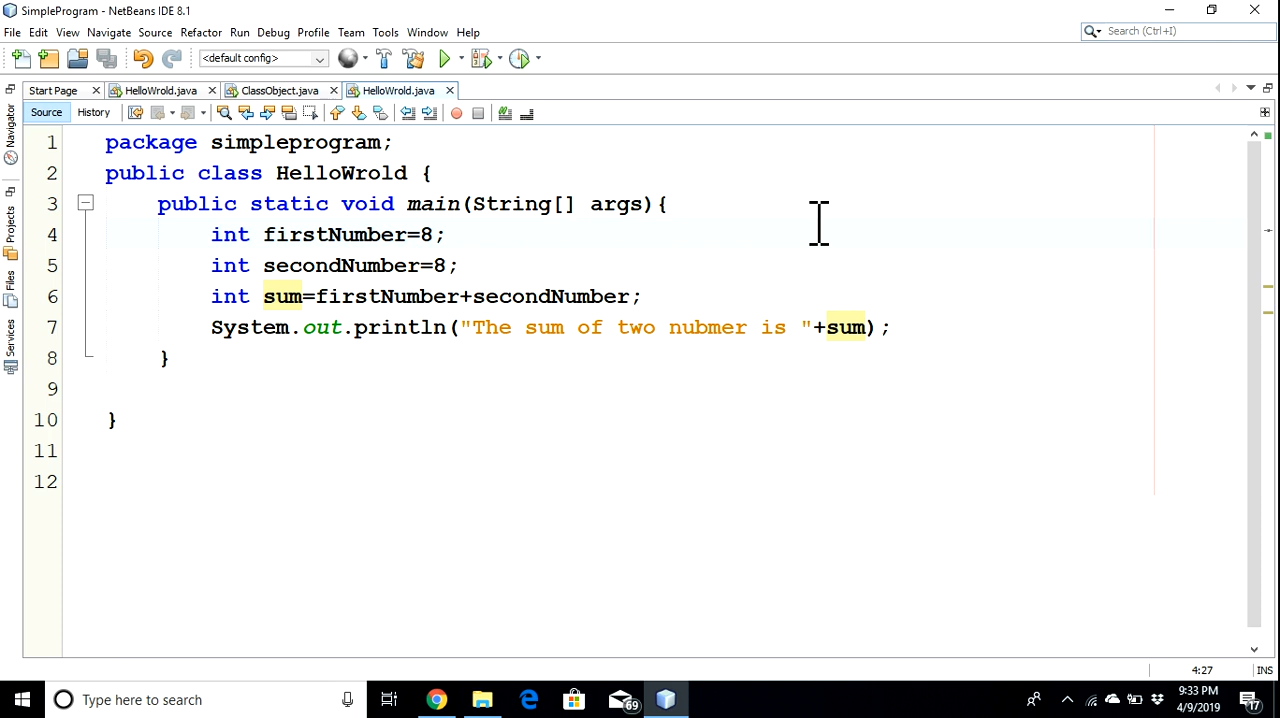 SimpleProgram - NetBeans IDE 8.1
File Edit View Navigate Source Refactor Run Debug Profile Team Tools Window Help
Search (Ctrl+I)
<default config>
Start Page HelloWrold.java ClassObject.java HelloWrold.java
Source History
Navigator
Projects
Files
Services
1 package simpleprogram;
2 public class HelloWrold {
3 public static void main(String[] args){
4 int firstNumber=8;
5 int secondNumber=8;
6 int sum=firstNumber+secondNumber;
7 System.out.println("The sum of two nubmer is "+sum);
8 }
9
10 }
11
12
4:27 INS
Type here to search
69
9:33 PM
4/9/2019
17